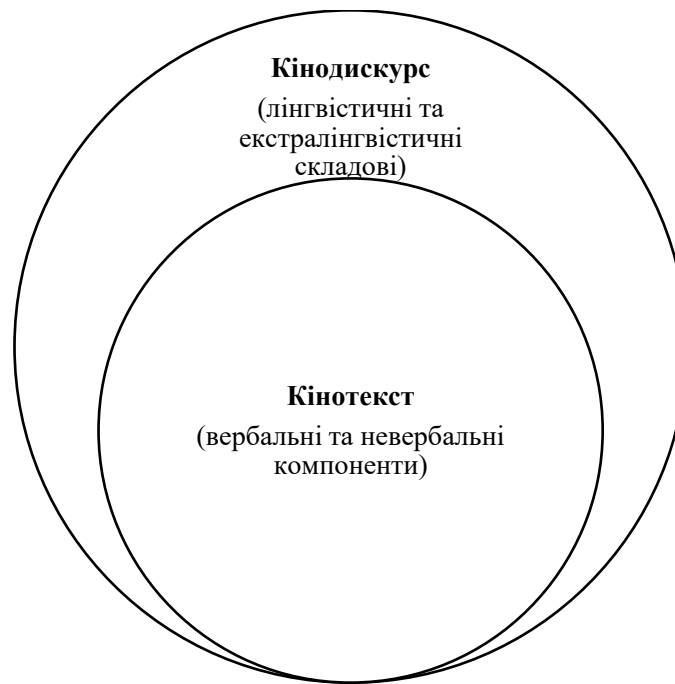 Кінодискурс
(лінгвістичні та
екстралінгвістичні
складові)
Кінотекст
(вербальні та невербальні
компоненти)